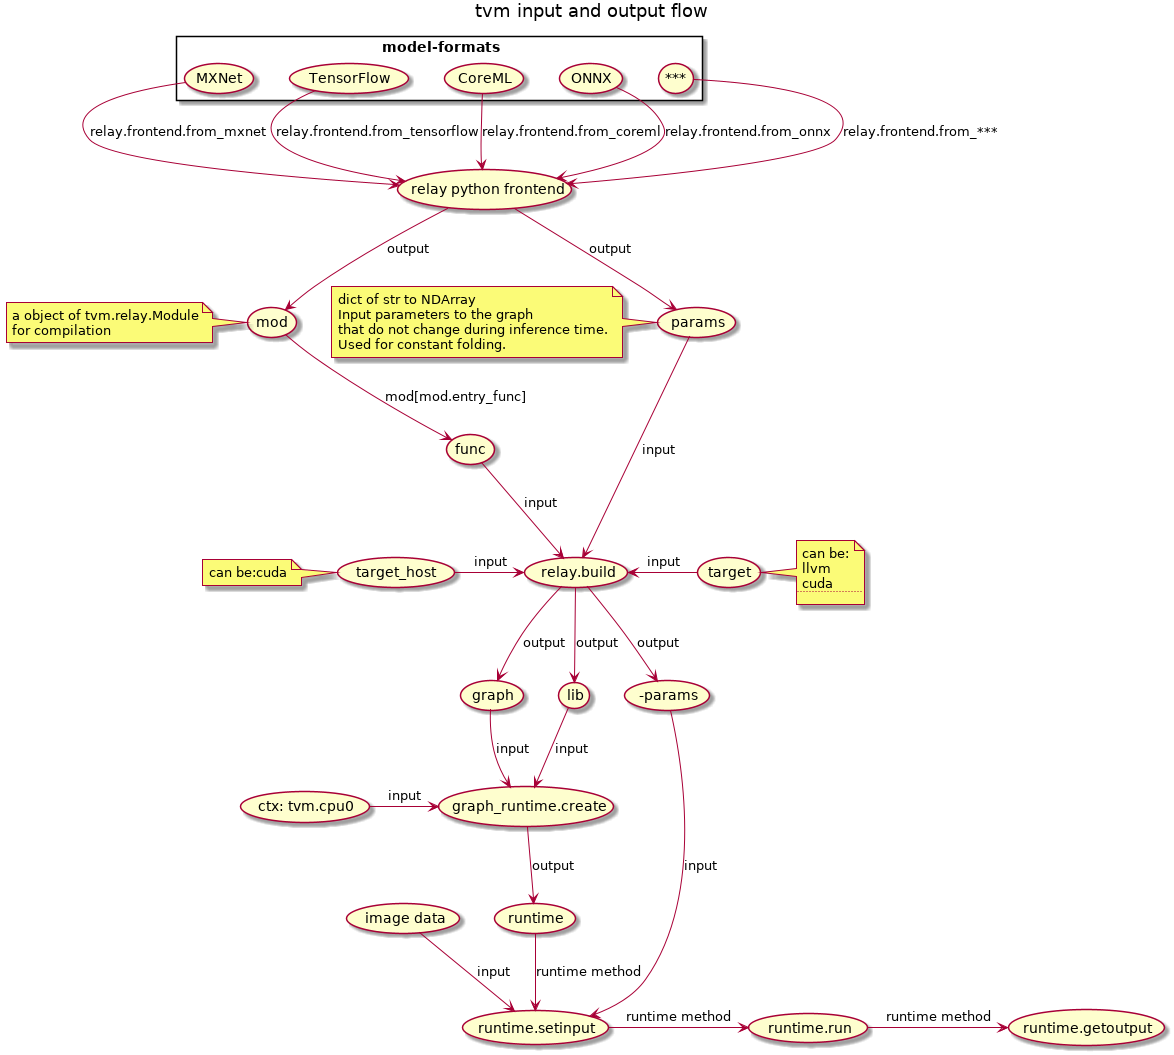 tvm input and output flow
model-formats
MXNet
TensorFlow
CoreML
ONNX
***
relay.frontend.from_mxnet
relay.frontend.from_tensorflow
relay.frontend.from_coreml
relay.frontend.from_onnx
relay.frontend.from_***
relay python frontend
output
output
a object of tvm.relay.Module
for compilation
mod
dict of str to NDArray
Input parameters to the graph
that do not change during inference time.
Used for constant folding.
params
mod[mod.entry_func]
func
input
input
can be:cuda
target_host
input
relay.build
input
target
can be:
llvm
cuda
output
output
output
graph
lib
-params
input
input
ctx: tvm.cpu0
input
graph_runtime.create
output
input
image data
runtime
input
runtime method
runtime.setinput
runtime method
runtime.run
runtime method
runtime.getoutput